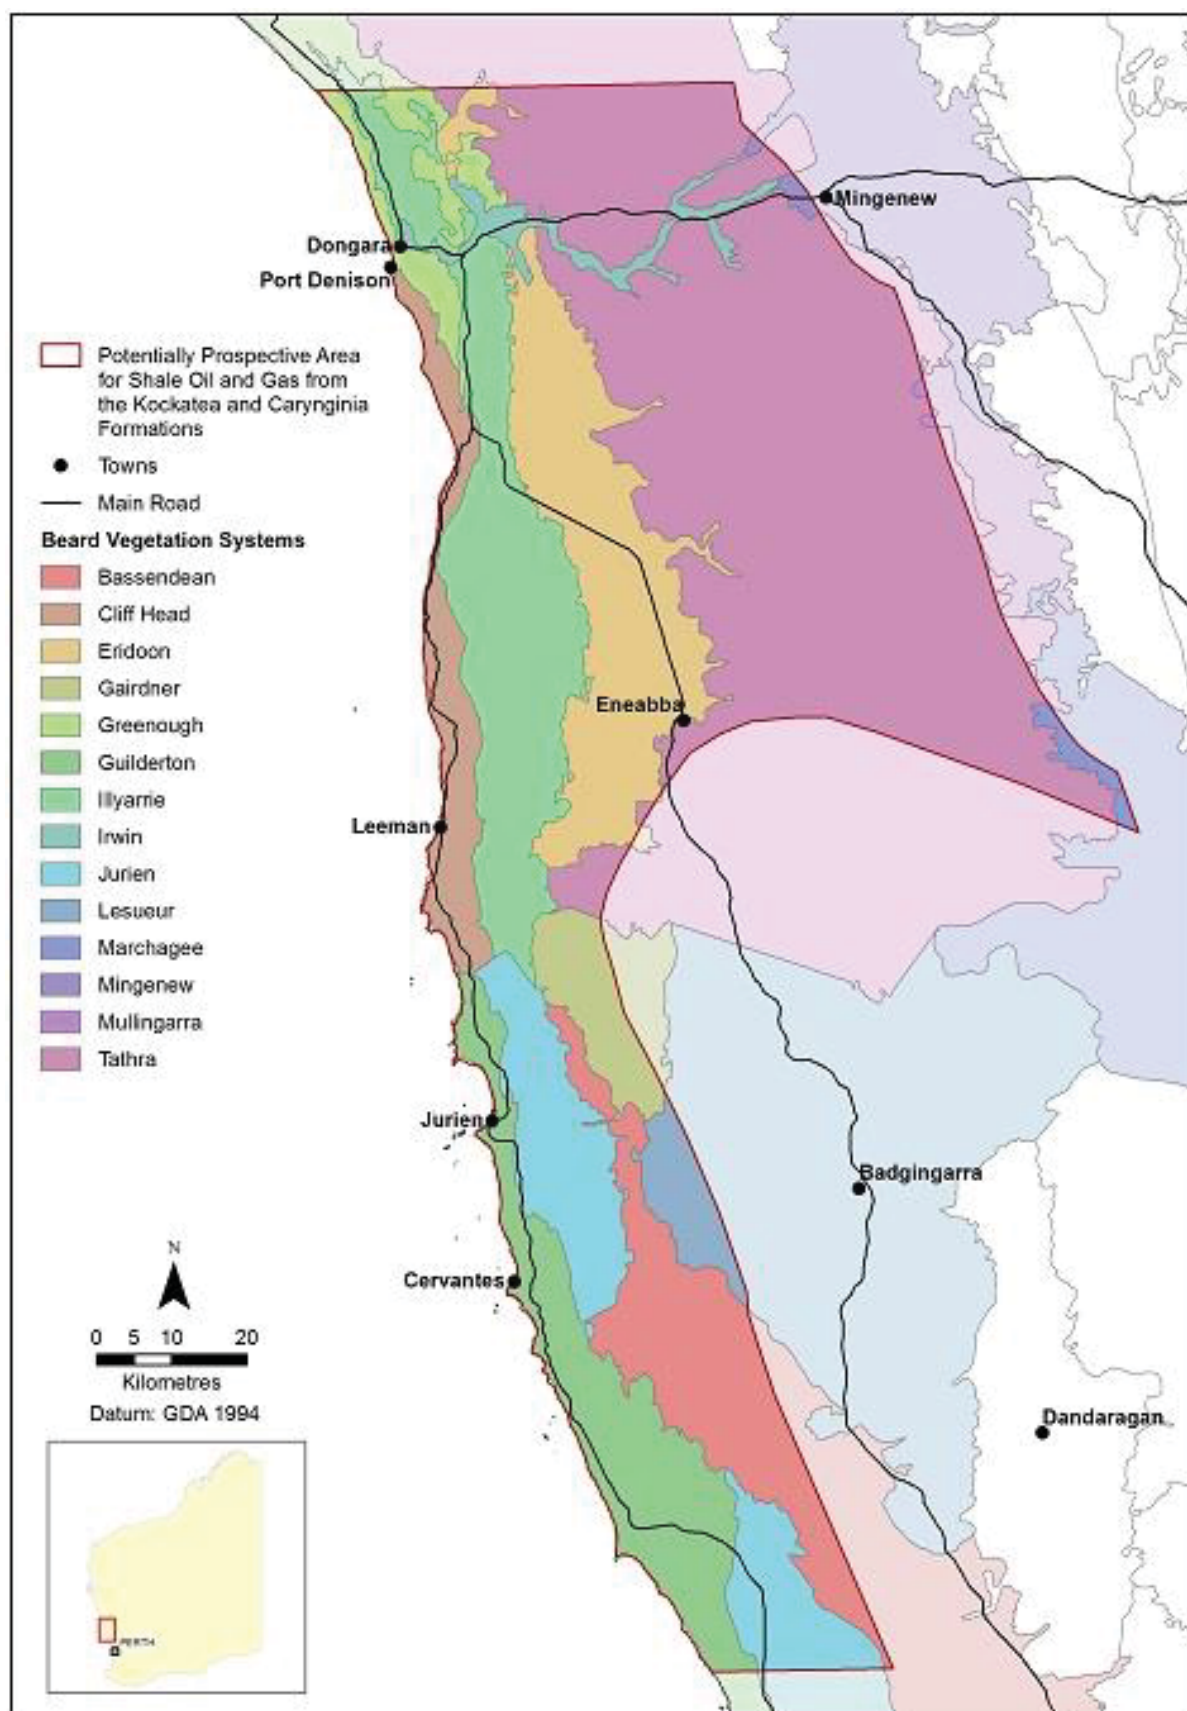 Mingenew
Dongara
Port Denison
Potentially Prospective Area
for Shale Oil and Gas from
the Kockatea and Carynginia
Formations
Towns
Main Road
Beard Vegetation Systems
Bassendean
Cliff Head
Eridoon
Gairdner
Greenough
Guilderton
Illyarrie
Irwin
Jurien
Lesueur
Marchagee
Mingenew
Mullingarra
Tathra
Eneabba
Leeman
Jurien
Badgingarra
Cervantes
N
0 5 10 20
Kilometres
Datum: GDA 1994
Dandaragan
PERTH